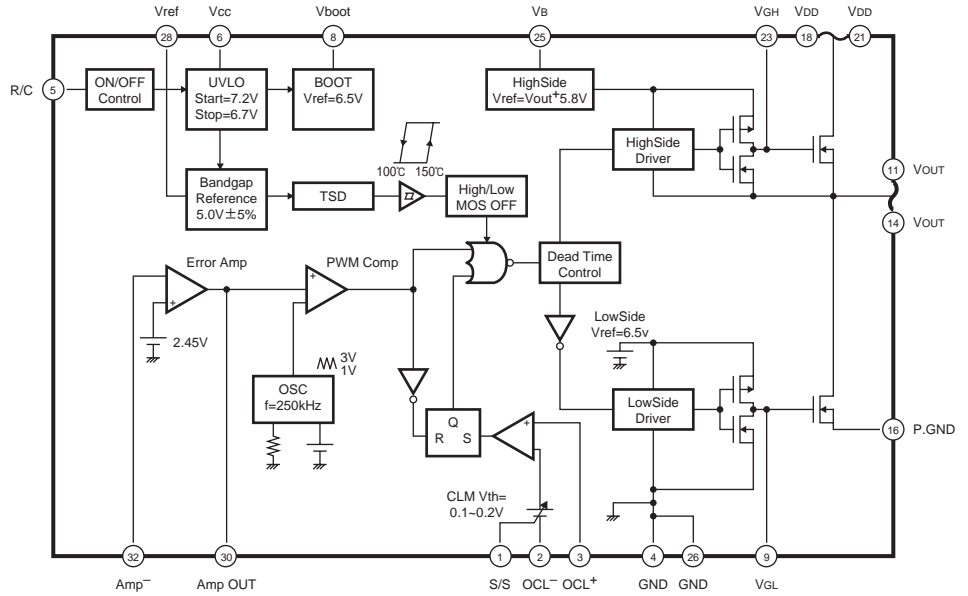 Vref
Vcc
Vboot
VB
VGH
VDD
VDD
28
6
8
25
23
18
21
R/C
5
ON/OFF
Control
UVLO
Start=7.2V
Stop=6.7V
BOOT
Vref=6.5V
HighSide
Vref=Vout+5.8V
HighSide
Driver
100℃
150℃
Bandgap
Reference
5.0V±5%
TSD
High/Low
MOS OFF
11
VOUT
14
VOUT
Error Amp
PWM Comp
Dead Time
Control
+
+
2.45V
LowSide
Vref=6.5v
3V
1V
OSC
f=250kHz
LowSide
Driver
Q
R
S
+
16
P.GND
CLM Vth=
0.1~0.2V
32
30
1
2
3
4
26
9
Amp−
Amp OUT
S/S
OCL−
OCL+
GND
GND
VGL